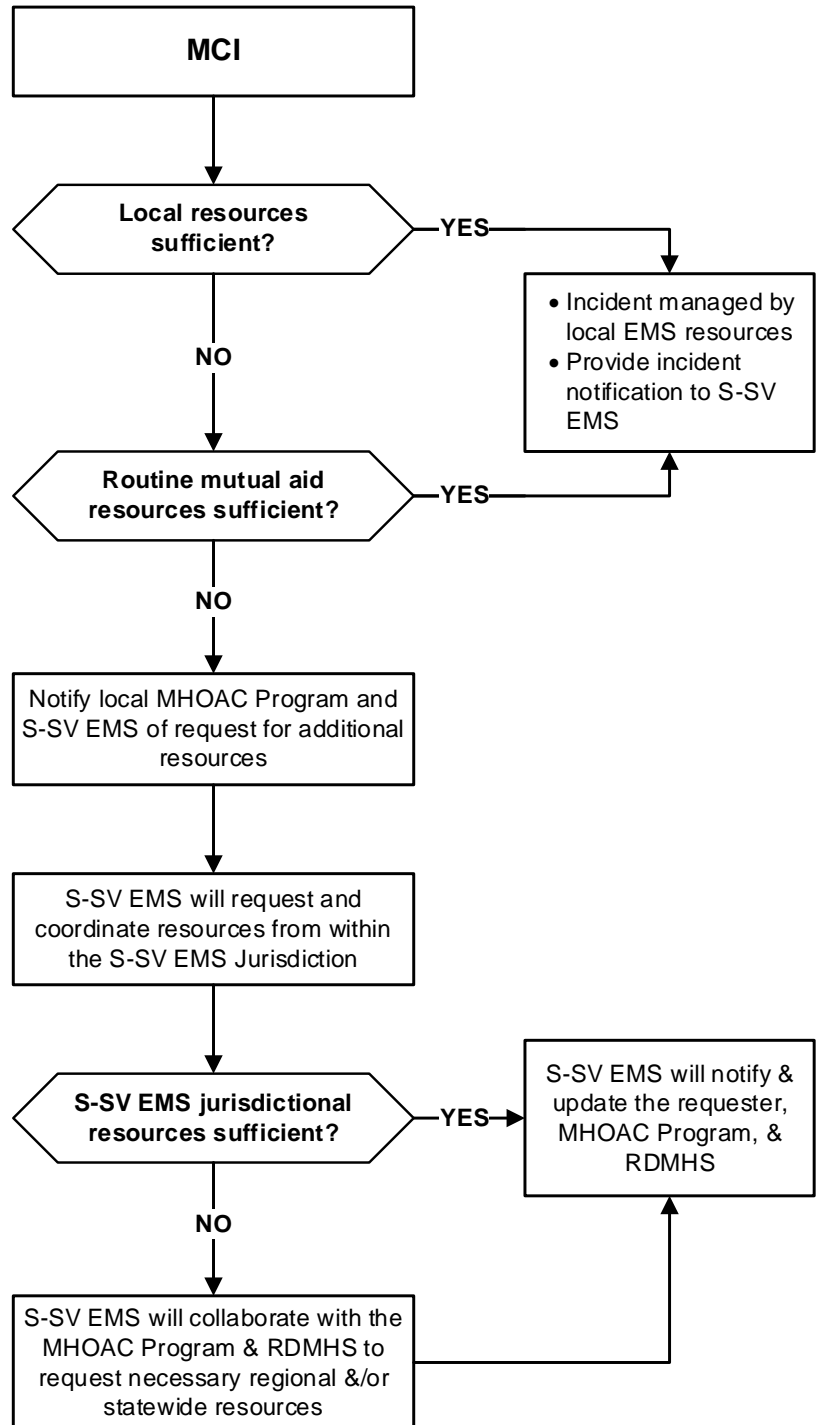 MCI
Local resources
sufficient?
YES
• Incident managed by
local EMS resources
• Provide incident
notification to S-SV
EMS
NO
Routine mutual aid
resources sufficient?
YES
NO
Notify local MHOAC Program and
S-SV EMS of request for additional
resources
S-SV EMS will request and
coordinate resources from within
the S-SV EMS Jurisdiction
S-SV EMS jurisdictional
resources sufficient?
YES
S-SV EMS will notify &
update the requester,
MHOAC Program, &
RDMHS
NO
S-SV EMS will collaborate with the
MHOAC Program & RDMHS to
request necessary regional &/or
statewide resources